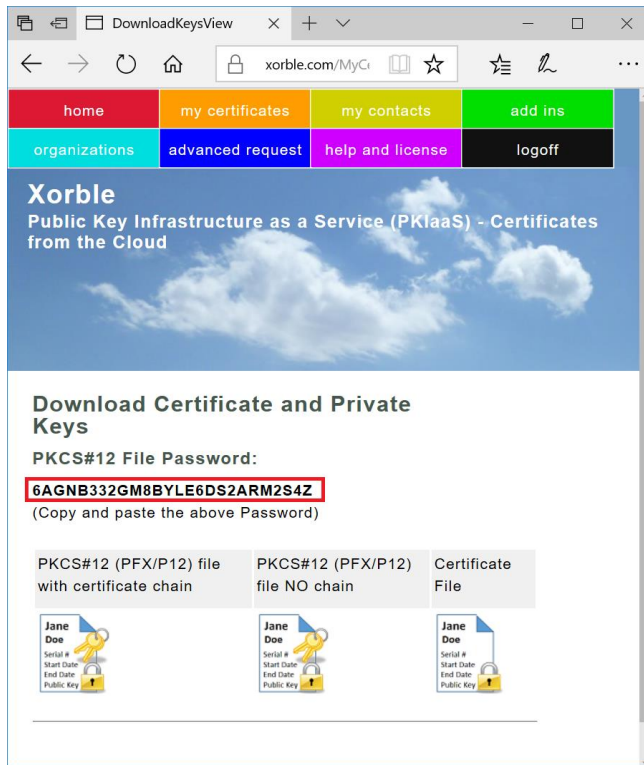 DownloadKeysView
xorble.com/MyCe
home
my certificates
my contacts
add ins
organizations
advanced request
help and license
logoff
Xorble
Public Key Infrastructure as a Service (PKIaaS) - Certificates
from the Cloud
Download Certificate and Private
Keys
PKCS#12 File Password:
6AGNB332GM8BYLE6DS2ARM2S4Z
(Copy and paste the above Password)
PKCS#12 (PFX/P12) file
with certificate chain
PKCS#12 (PFX/P12)
file NO chain
Certificate
File
Jane
Doe
Serial #
Start Date
End Date
Public Key
Jane
Doe
Serial #
Start Date
End Date
Public Key
Jane
Doe
Serial #
Start Date
End Date
Public Key